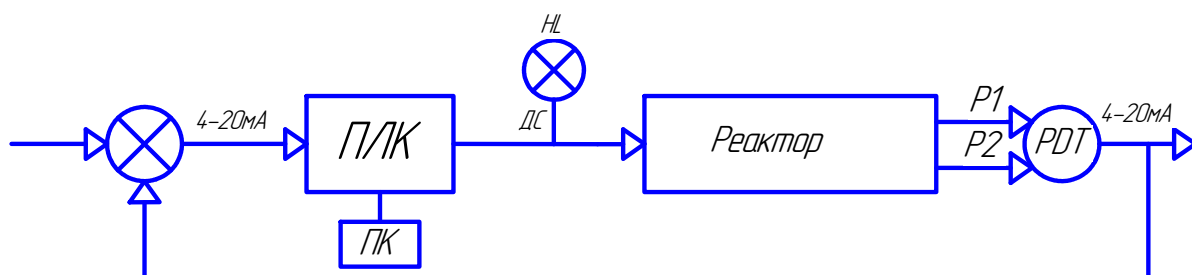 HL
4-20мА
ПЛК
ДС
Реактор
P1
P2
PDT
4-20мА
ПК